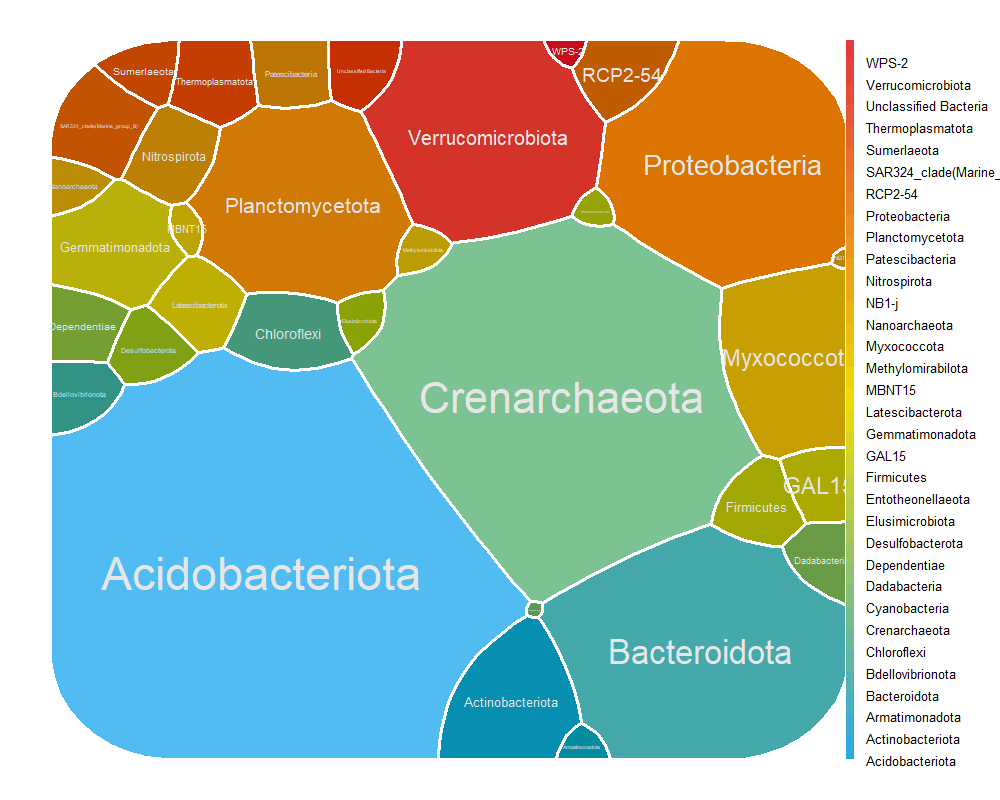 WPS-2
Sumerlaeota
Thermoplasmatota
Patescibacteria
Unclassified Bacteria
RCP2-54
SAR324_clade(Marine_group_B)
Verrucomicrobiota
Nitrospirota
Proteobacteria
Nanoarchaeota
Planctomycetota
MBNT15
Gemmatimonadota
Methylomirabilota
NB1-j
Latescibacterota
Elusimicrobiota
Dependentiae
Chloroflexi
Desulfobacterota
Myxococcot
Bdellovibrionota
Crenarchaeota
GAL15
Firmicutes
Dadabacteri
Acidobacteriota
Bacteroidota
Actinobacteriota
Armatimonadota
WPS-2
Verrucomicrobiota
Unclassified Bacteria
Thermoplasmatota
Sumerlaeota
SAR324_clade(Marine_
RCP2-54
Proteobacteria
Planctomycetota
Patescibacteria
Nitrospirota
NB1-j
Nanoarchaeota
Myxococcota
Methylomirabilota
MBNT15
Latescibacterota
Gemmatimonadota
GAL15
Firmicutes
Entotheonellaeota
Elusimicrobiota
Desulfobacterota
Dependentiae
Dadabacteria
Cyanobacteria
Crenarchaeota
Chloroflexi
Bdellovibrionota
Bacteroidota
Armatimonadota
Actinobacteriota
Acidobacteriota